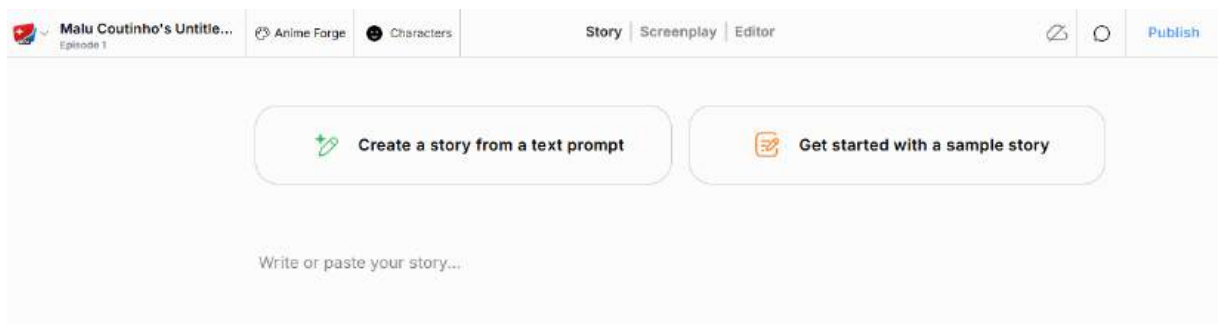 Malu Coutinho's Untitle...
Episode 1
Anime Forge
Characters
Story | Screenplay | Editor
Publish
Create a story from a text prompt
Get started with a sample story
Write or paste your story...